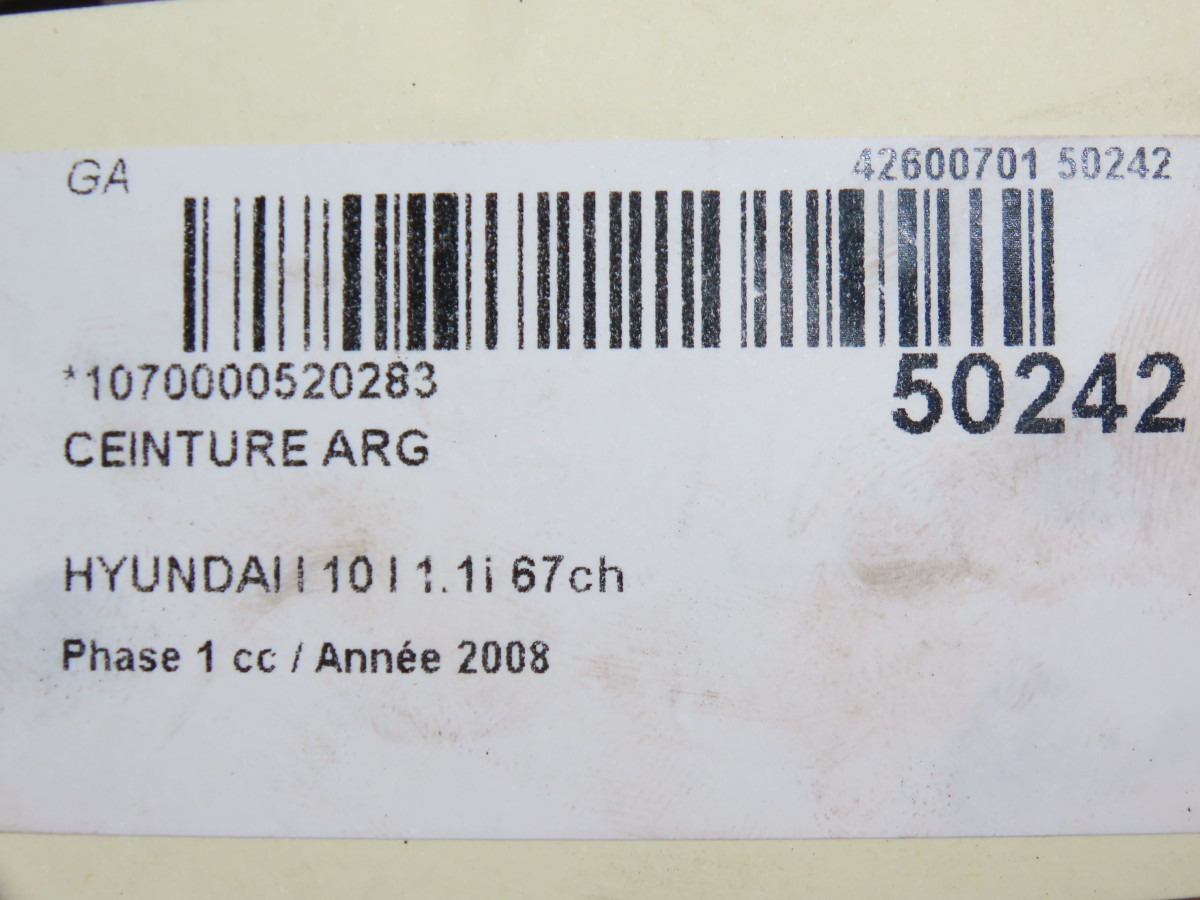 GA
42600701 50242
*1070000520283
50242
CEINTURE ARG
HYUNDAI I 10 I 1.1i 67ch
Phase 1 cc / Année 2008